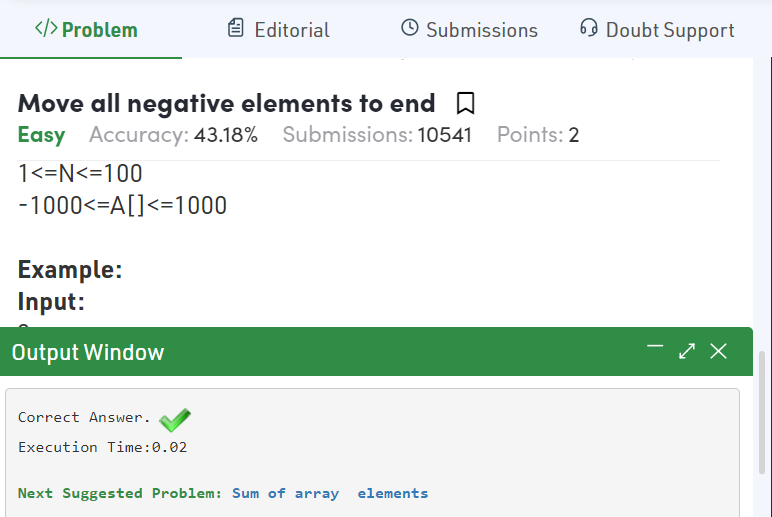 </> Problem Editorial Submissions Doubt Support
Move all negative elements to end
Easy Accuracy: 43.18% Submissions: 10541 Points: 2
1<=N<=100
-1000<=A[]<=1000
Example:
Input:
Output Window
Correct Answer.
Execution Time:0.02
Next Suggested Problem: Sum of array  elements